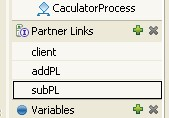 CaculatorProcess
Partner Links
client
addPL
subPL
Variables